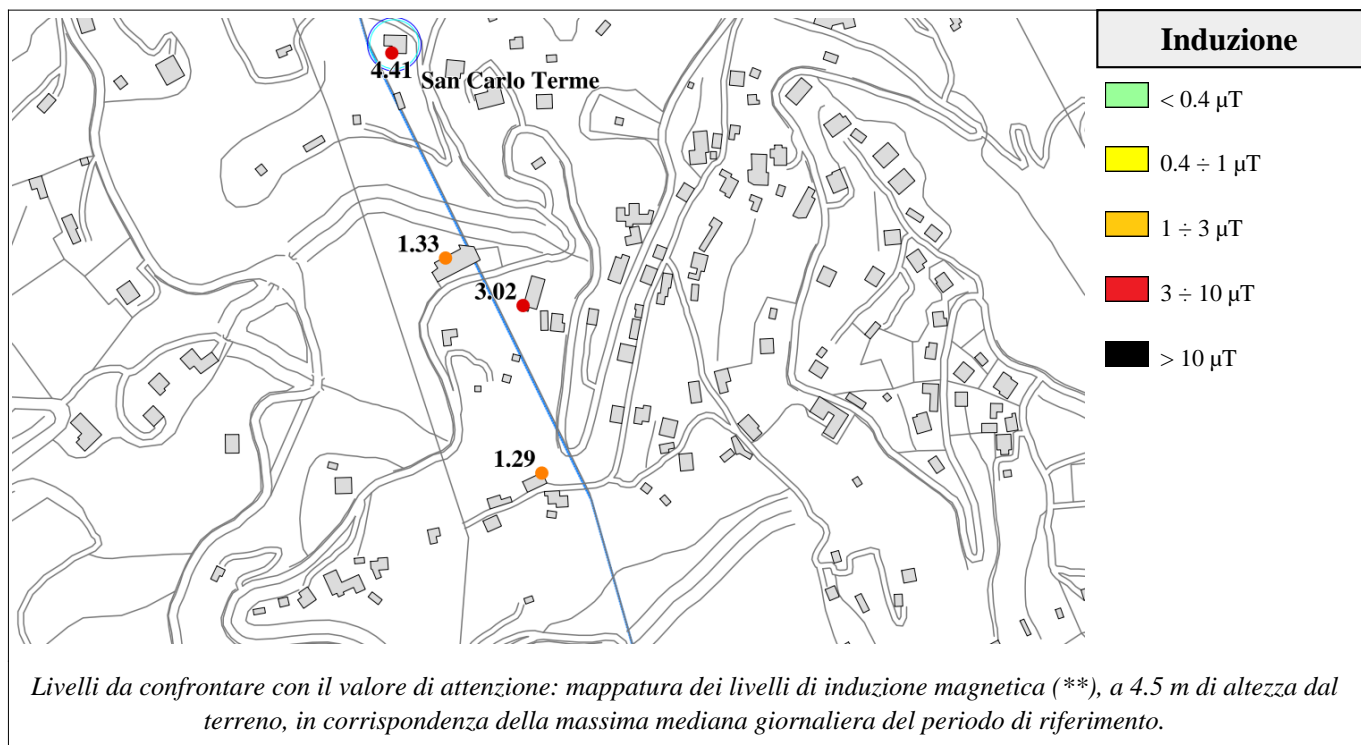 Induzione
< 0.4 µT
0.4 ÷ 1 µT
1 ÷ 3 µT
3 ÷ 10 µT
> 10 µT
4.41
San Carlo Terme
1.33
3.02
1.29
Livelli da confrontare con il valore di attenzione: mappatura dei livelli di induzione magnetica (**), a 4.5 m di altezza dal
terreno, in corrispondenza della massima mediana giornaliera del periodo di riferimento.